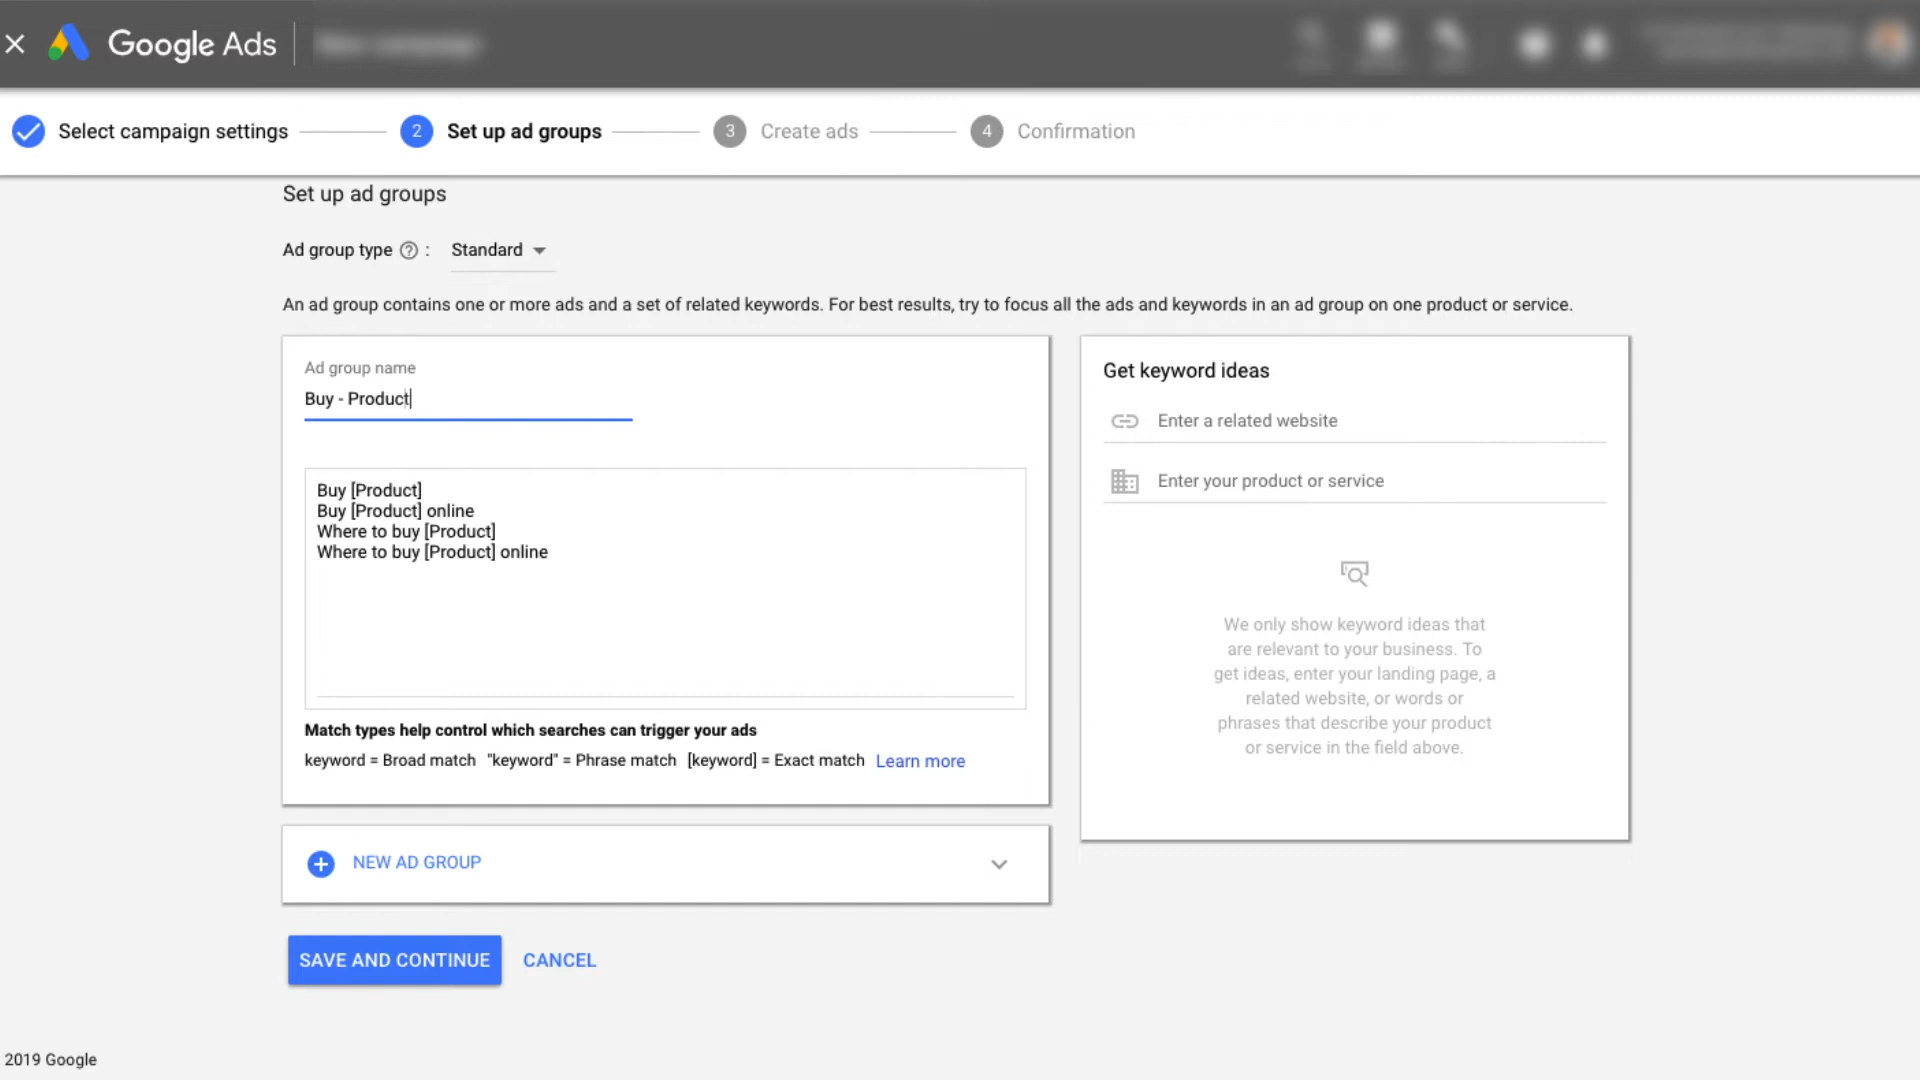 Google Ads
Select campaign settings
2 Set up ad groups
3 Create ads
4 Confirmation
Set up ad groups
Ad group type ? : Standard
An ad group contains one or more ads and a set of related keywords. For best results, try to focus all the ads and keywords in an ad group on one product or service.
Ad group name
Buy - Product
Buy [Product]
Buy [Product] online
Where to buy [Product]
Where to buy [Product] online
Match types help control which searches can trigger your ads
keyword = Broad match "keyword" = Phrase match [keyword] = Exact match Learn more
NEW AD GROUP
SAVE AND CONTINUE CANCEL
Get keyword ideas
Enter a related website
Enter your product or service
We only show keyword ideas that
are relevant to your business. To
get ideas, enter your landing page, a
related website, or words or
phrases that describe your product
or service in the field above.
2019 Google